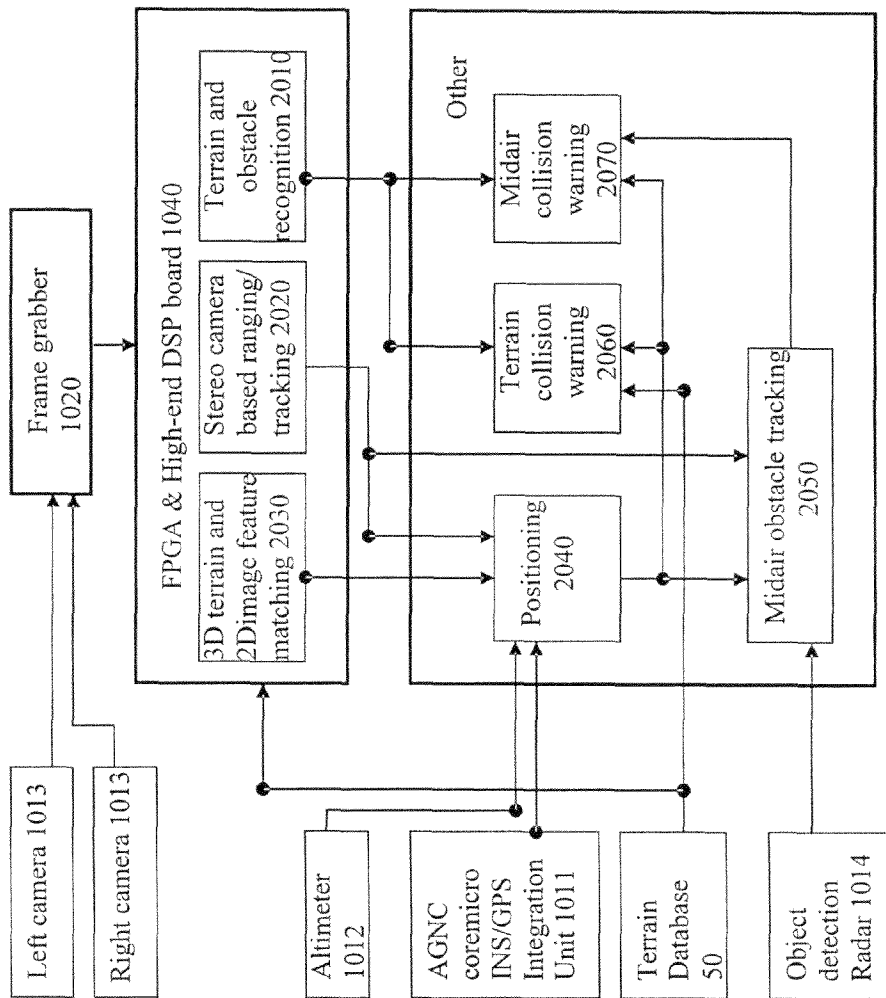 Left camera 1013
Right camera 1013
Frame grabber
1020
FPGA & High-end DSP board 1040
3D terrain and
2Dimage feature
matching 2030
Stereo camera
based ranging/
tracking 2020
Terrain and
obstacle
recognition 2010
Altimeter
1012
AGNC
coremicro
INS/GPS
Integration
Unit 1011
Terrain
Database
50
Object
detection
Radar 1014
Other
Positioning
2040
Terrain
collision
warning
2060
Midair
collision
warning
2070
Midair obstacle tracking
2050